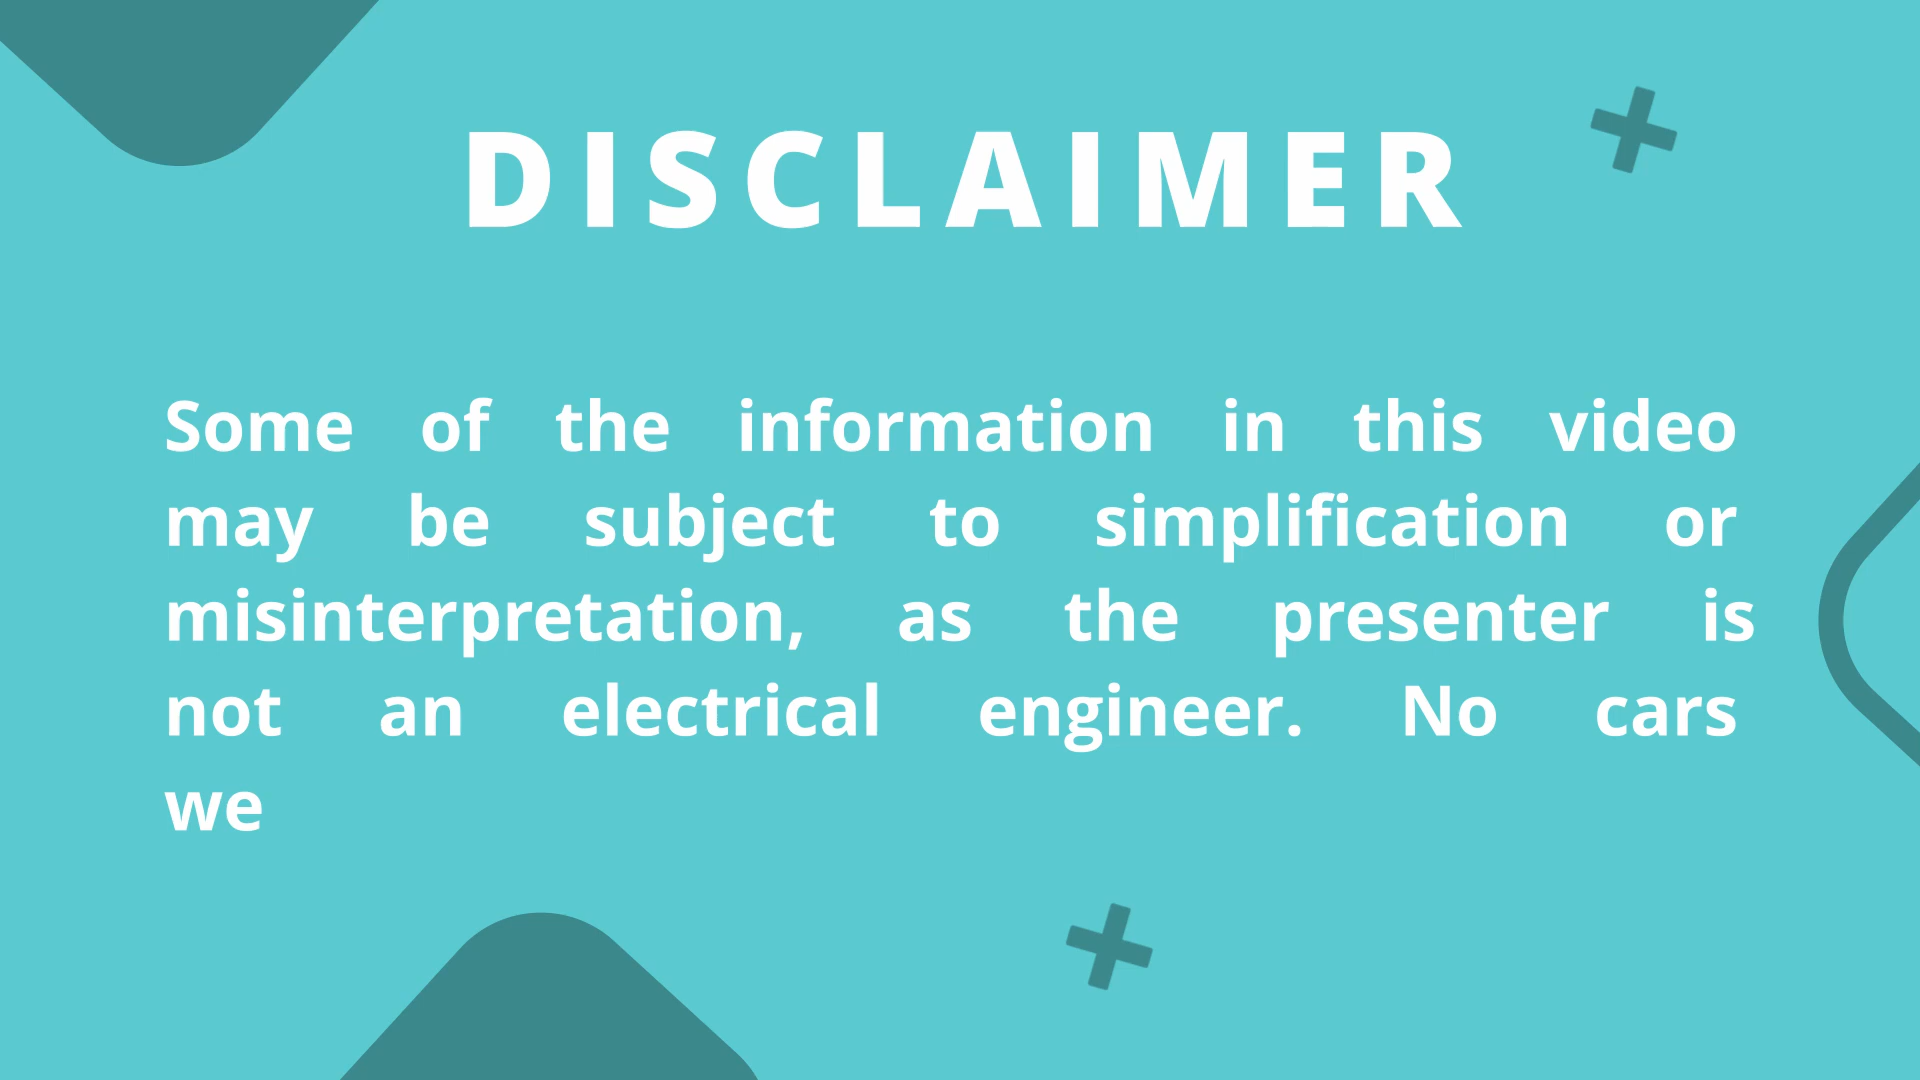 DISCLAIMER
Some of the information in this video
may be subject to simplification or
misinterpretation, as the presenter is
not an electrical engineer. No cars
we